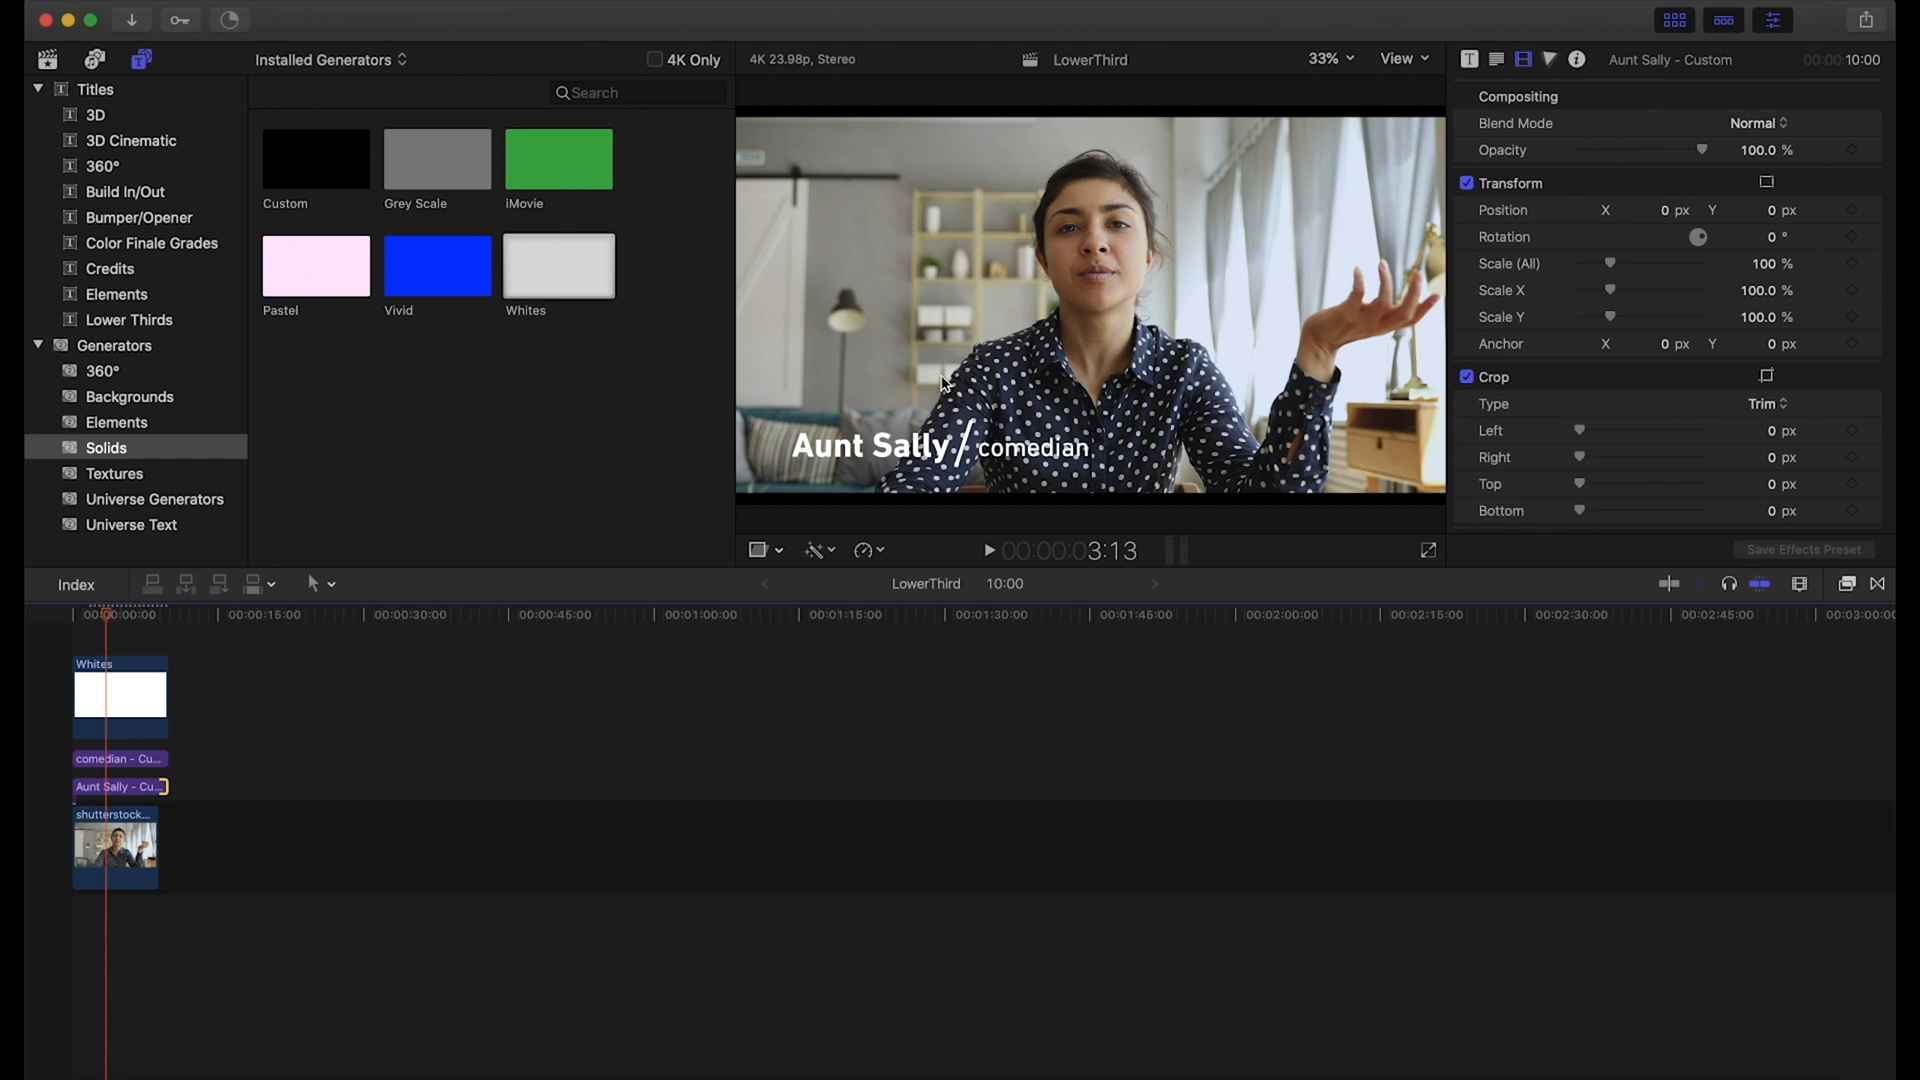 Installed Generators
4K Only
4K 23.98p, Stereo
LowerThird
33%
View
Aunt Sally - Custom
00:00:10:00
Titles
3D
3D Cinematic
360°
Build In/Out
Bumper/Opener
Color Finale Grades
Credits
Elements
Lower Thirds
Generators
360°
Backgrounds
Elements
Solids
Textures
Universe Generators
Universe Text
Search
Custom
Grey Scale
iMovie
Pastel
Vivid
Whites
Aunt Sally/comedian
00:00:03:13
Compositing
Blend Mode Normal
Opacity 100.0 %
Transform
Position X 0 px Y 0 px
Rotation 0 °
Scale (All) 100 %
Scale X 100.0 %
Scale Y 100.0 %
Anchor X 0 px Y 0 px
Crop
Type Trim
Left 0 px
Right 0 px
Top 0 px
Bottom 0 px
Save Effects Preset
Index
LowerThird 10:00
00:00:00:00 00:00:15:00 00:00:30:00 00:00:45:00 00:01:00:00 00:01:15:00 00:01:30:00 00:01:45:00 00:02:00:00 00:02:15:00 00:02:30:00 00:02:45:00 00:03:00:00
Whites
comedian - Cu...
Aunt Sally - Cu...
shutterstock...